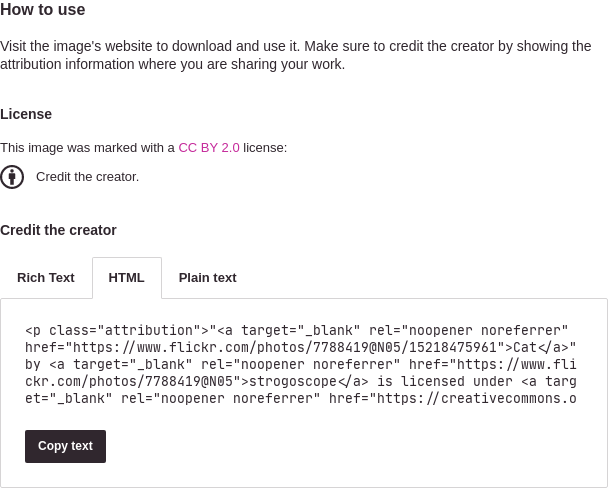 How to use
Visit the image's website to download and use it. Make sure to credit the creator by showing the
attribution information where you are sharing your work.
License
This image was marked with a CC BY 2.0 license:
Credit the creator.
Credit the creator
Rich Text
HTML
Plain text
<p class="attribution">"<a target="_blank" rel="noopener noreferrer"
href="https://www.flickr.com/photos/7788419@N05/15218475961">Cat</a>"
by <a target="_blank" rel="noopener noreferrer" href="https://www.fli
ckr.com/photos/7788419@N05">strogoscope</a> is licensed under <a targ
et="_blank" rel="noopener noreferrer" href="https://creativecommons.o
Copy text